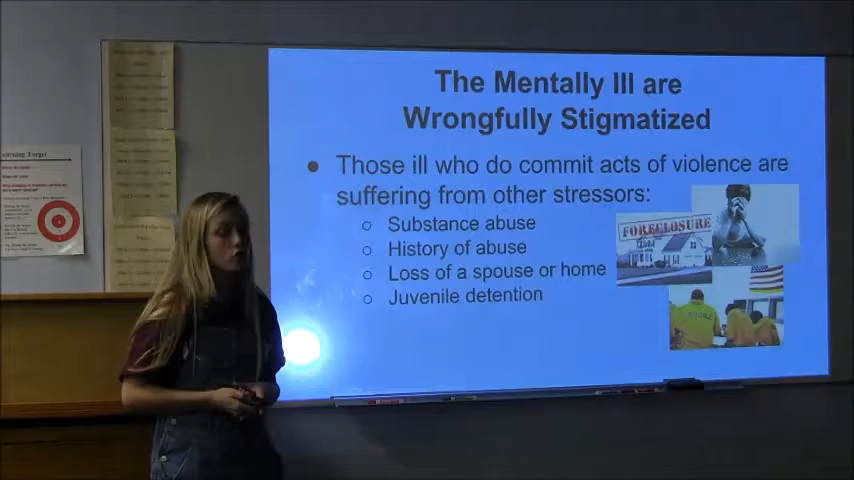 Learning Target
The Mentally Ill are
Wrongfully Stigmatized
● Those ill who do commit acts of violence are
suffering from other stressors:
○ Substance abuse
○ History of abuse
○ Loss of a spouse or home
○ Juvenile detention
FORECLOSURE